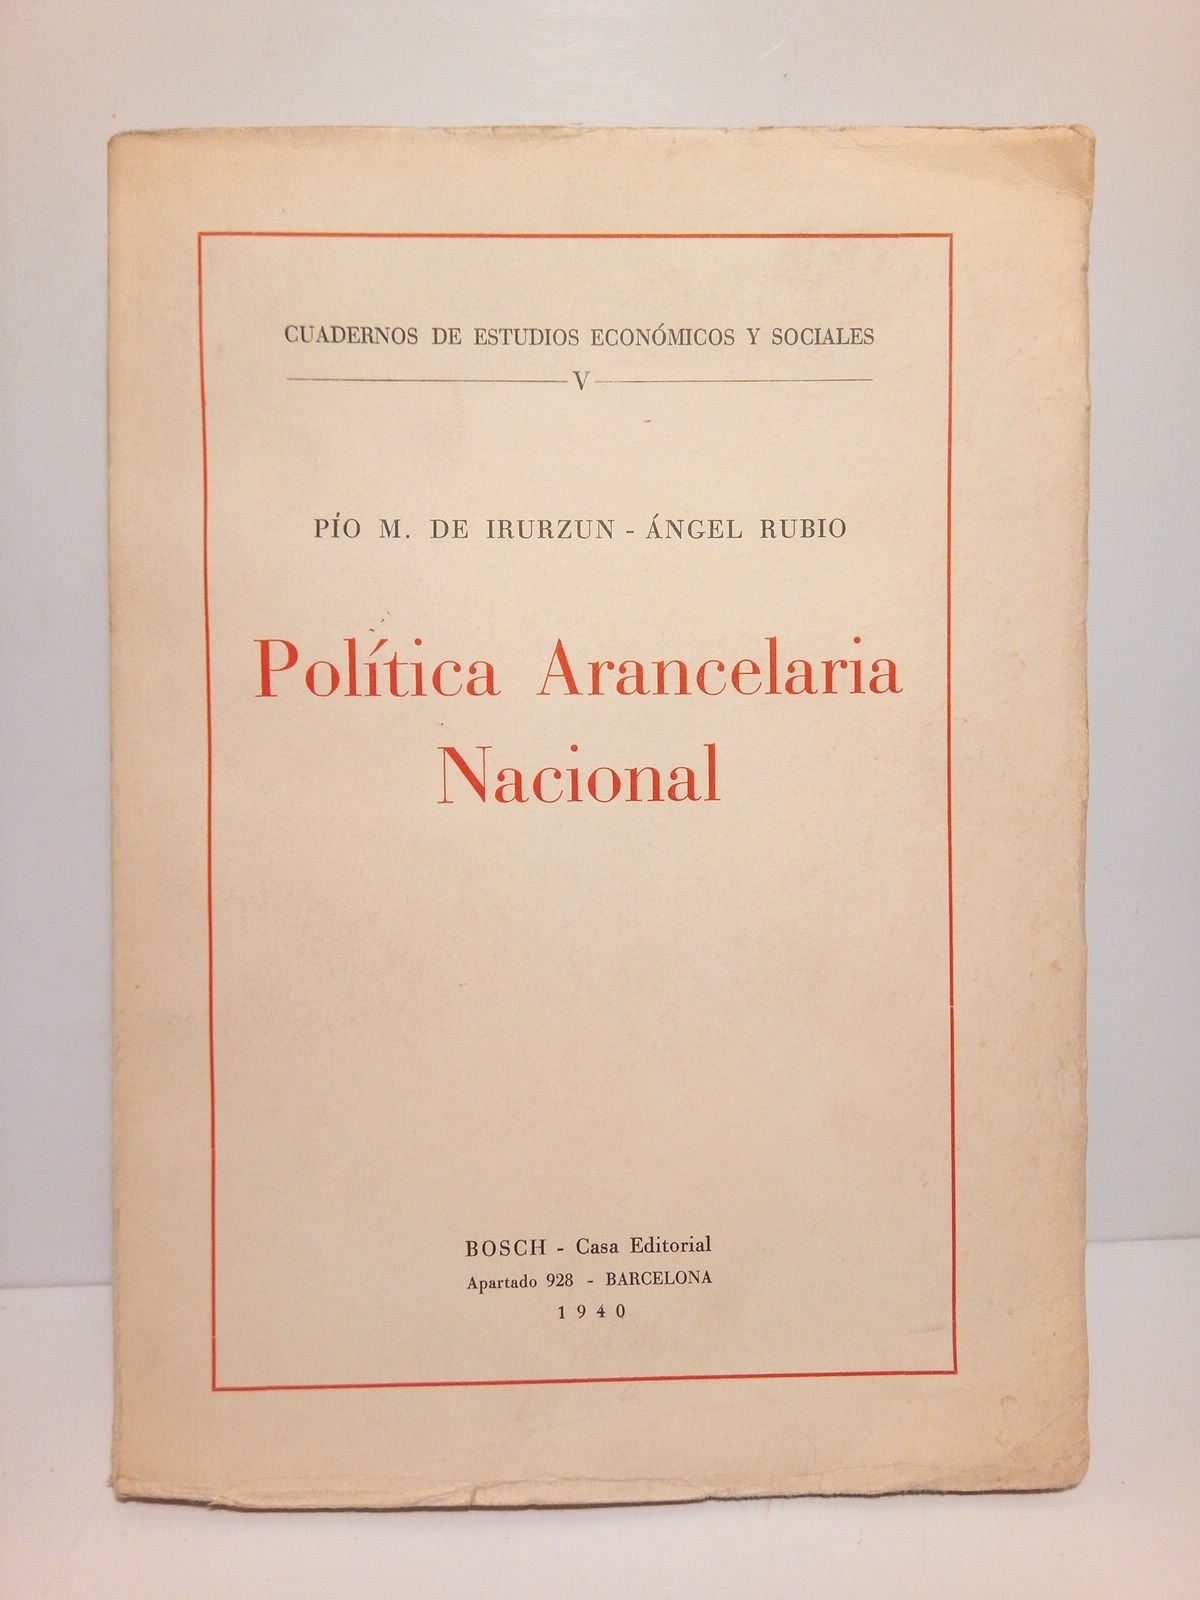 CUADERNOS DE ESTUDIOS ECONÓMICOS Y SOCIALES
V
PÍO M. DE IRURZUN - ÁNGEL RUBIO
Política Arancelaria
Nacional
BOSCH - Casa Editorial
Apartado 928 - BARCELONA
1940